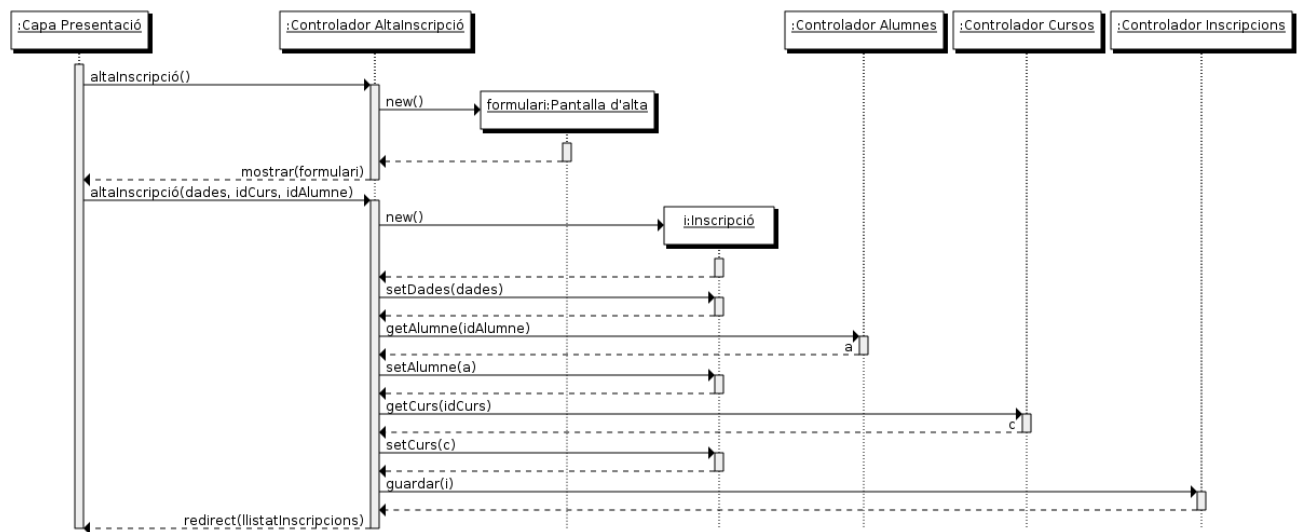 :Capa Presentació
:Controlador AltaInscripció
:Controlador Alumnes
:Controlador Cursos
:Controlador Inscripcions
altaInscripció()
new()
formulari:Pantalla d'alta
mostrar(formulari)
altaInscripció(dades, idCurs, idAlumne)
new()
i:Inscripció
setDades(dades)
getAlumne(idAlumne)
a
setAlumne(a)
getCurs(idCurs)
c
setCurs(c)
guardar(i)
redirect(llistatInscripcions)